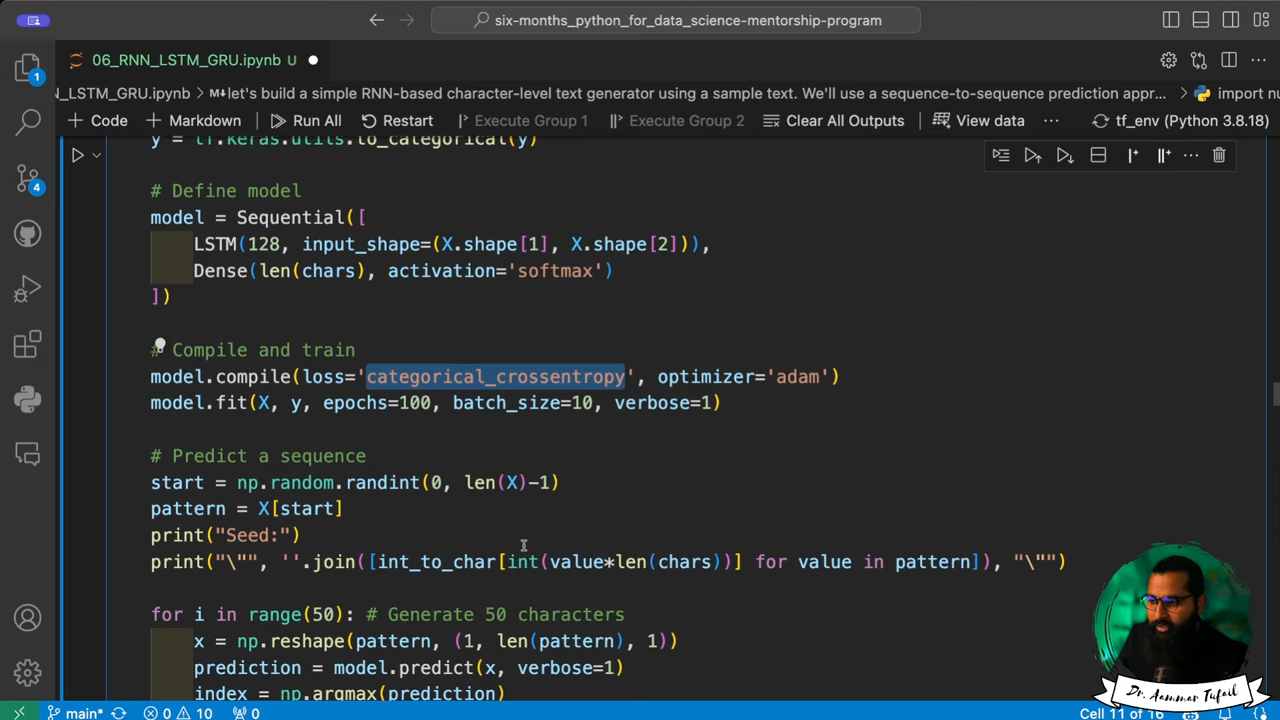 six-months_python_for_data_science-mentorship-program
06_RNN_LSTM_GRU.ipynb U
N_LSTM_GRU.ipynb > M↓let's build a simple RNN-based character-level text generator using a sample text. We'll use a sequence-to-sequence prediction appr... > import nu
+ Code + Markdown Run All Restart Execute Group 1 Execute Group 2 Clear All Outputs View data ... tf_env (Python 3.8.18)
y = tf.keras.utils.to_categorical(y)
# Define model
model = Sequential([
LSTM(128, input_shape=(X.shape[1], X.shape[2])),
Dense(len(chars), activation='softmax')
])
# Compile and train
model.compile(loss='categorical_crossentropy', optimizer='adam')
model.fit(X, y, epochs=100, batch_size=10, verbose=1)
# Predict a sequence
start = np.random.randint(0, len(X)-1)
pattern = X[start]
print("Seed:")
print("\"", ''.join([int_to_char[int(value*len(chars))] for value in pattern]), "\"")
for i in range(50): # Generate 50 characters
x = np.reshape(pattern, (1, len(pattern), 1))
prediction = model.predict(x, verbose=1)
index = np.argmax(prediction)
1
4
Dr. Aammar Tufail
main* 0 10 0 Cell 11 of 16